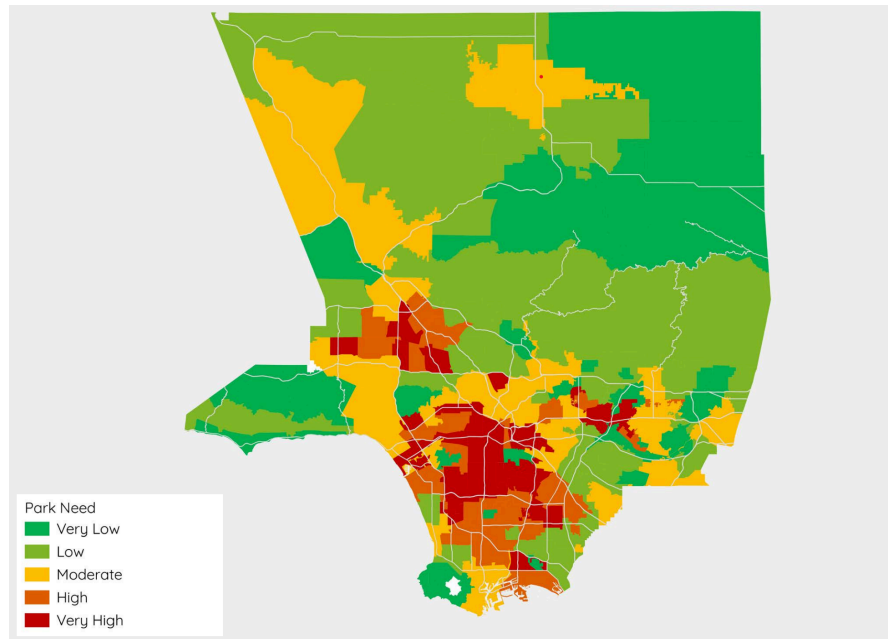 Park Need
Very Low
Low
Moderate
High
Very High